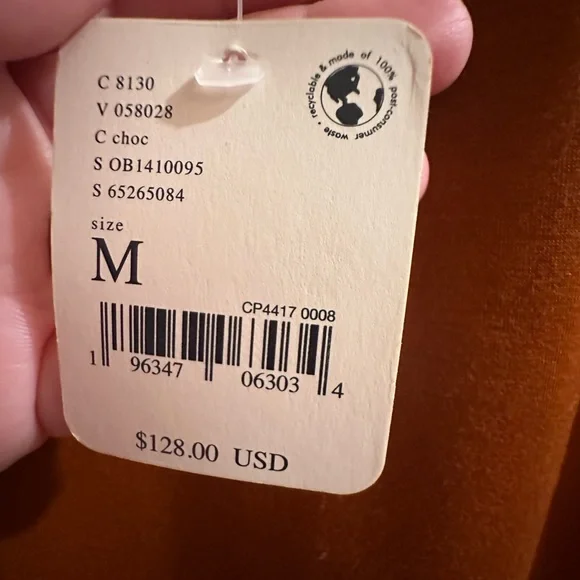 C 8130
V 058028
C choc
S OB1410095
S 65265084
size
M
recyclable & made of 100% post-consumer waste •
CP4417 0008
1 96347 06303 4
$128.00 USD